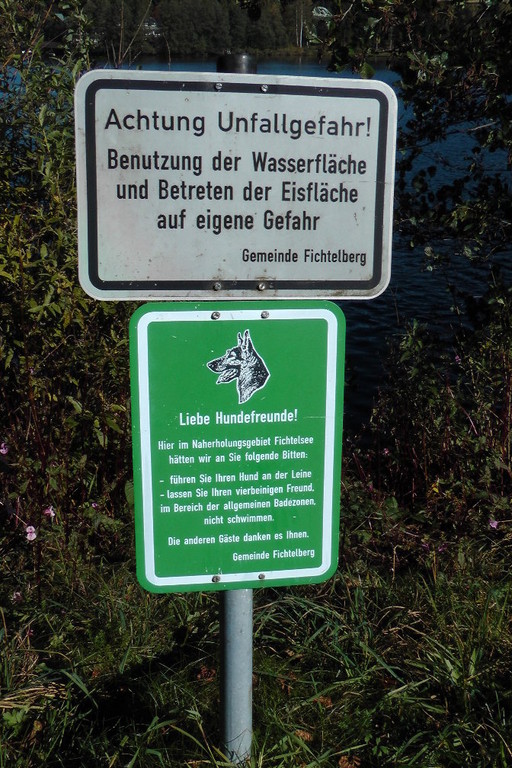 Achtung Unfallgefahr!
Benutzung der Wasserfläche
und Betreten der Eisfläche
auf eigene Gefahr
Gemeinde Fichtelberg
Liebe Hundefreunde!
Hier im Naherholungsgebiet Fichtelsee
hätten wir an Sie folgende Bitten:
- führen Sie Ihren Hund an der Leine
- lassen Sie Ihren vierbeinigen Freund,
im Bereich der allgemeinen Badezonen,
nicht schwimmen.
Die anderen Gäste danken es Ihnen.
Gemeinde Fichtelberg